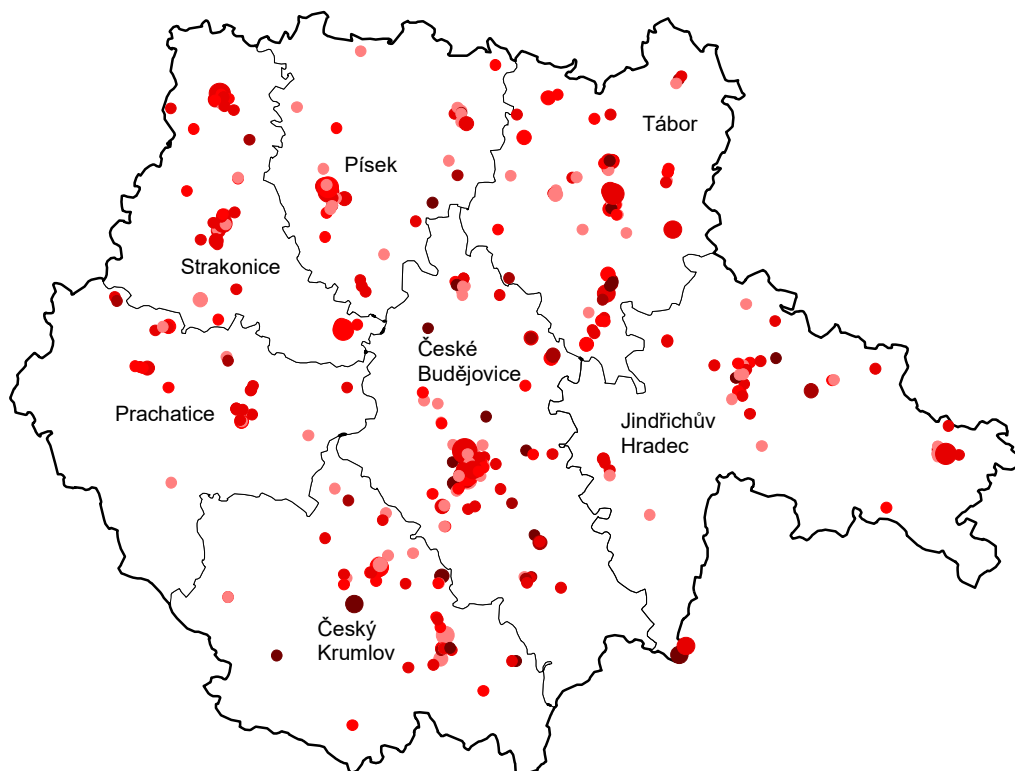 Tábor
Písek
Strakonice
České
Budějovice
Prachatice
Jindřichův
Hradec
Český
Krumlov